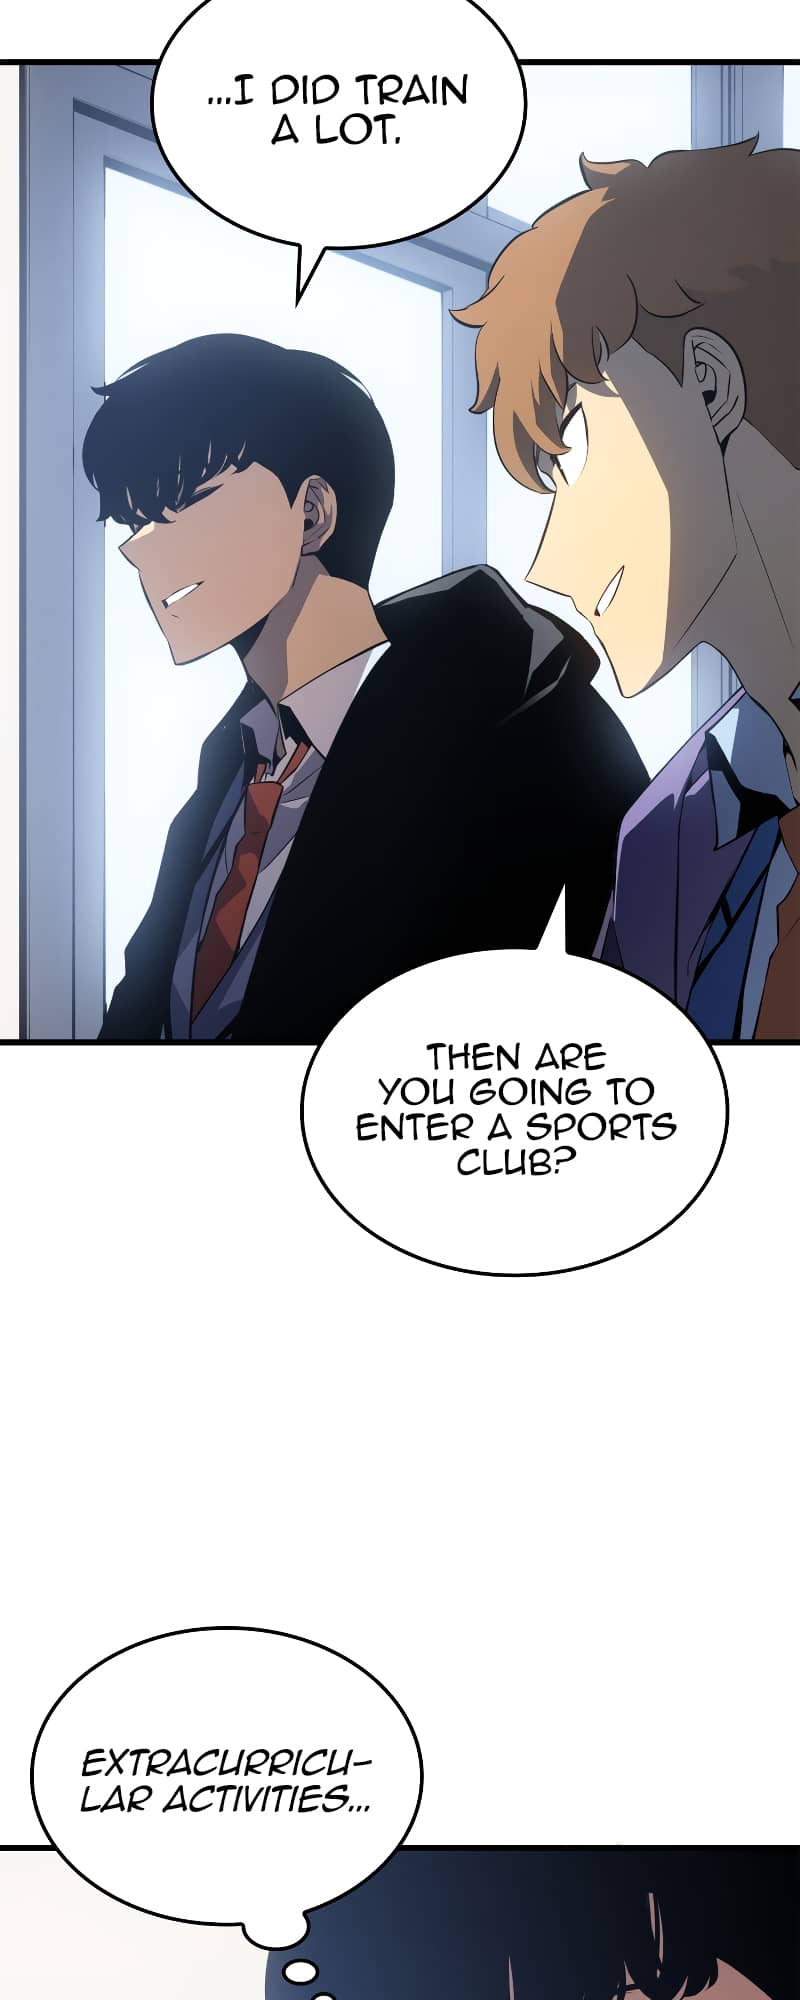 ...I DID TRAIN
A LOT.
THEN ARE
YOU GOING TO
ENTER A SPORTS
CLUB?
EXTRACURRICU-
LAR ACTIVITIES...